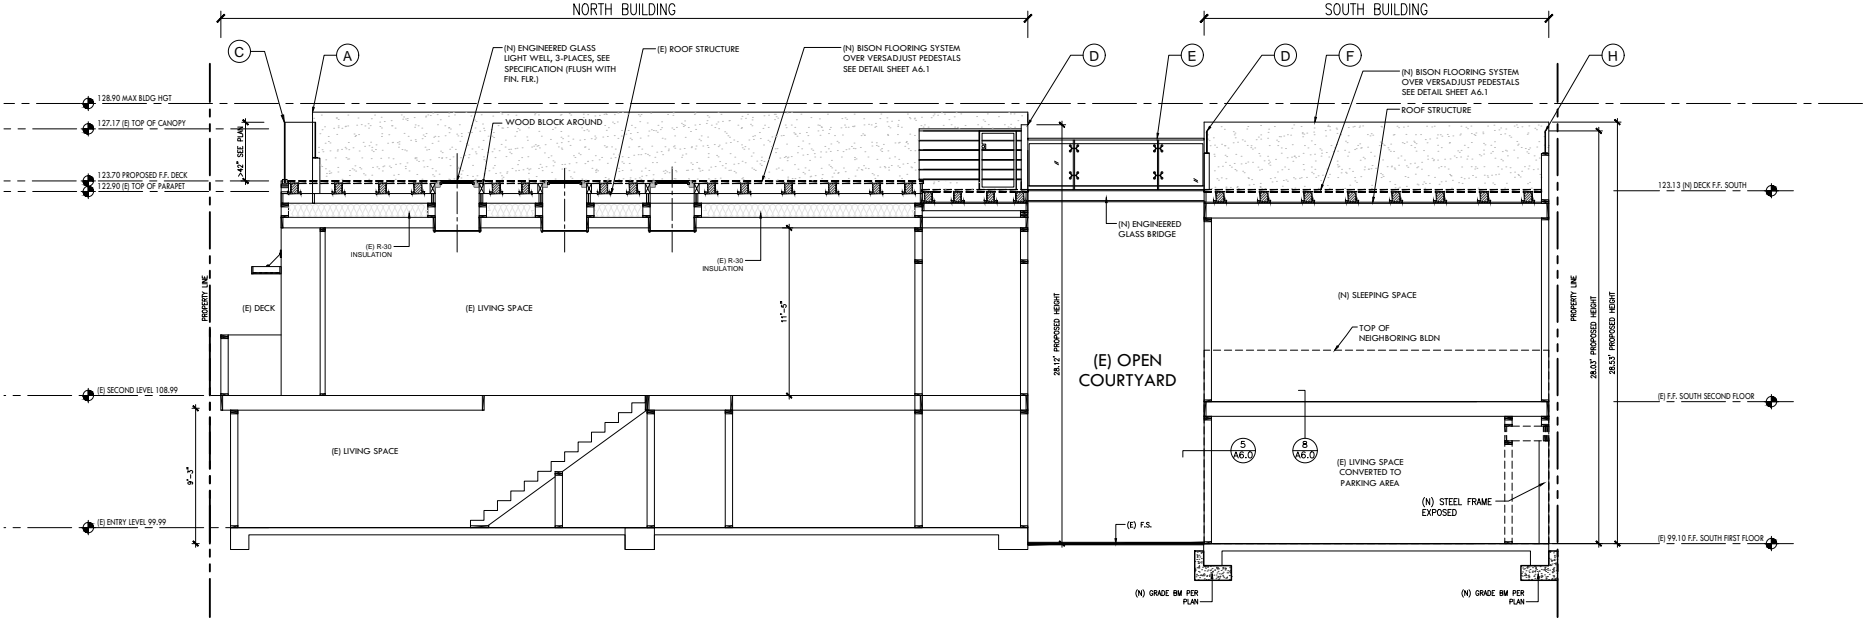 NORTH BUILDING
SOUTH BUILDING
C
A
(N) ENGINEERED GLASS
LIGHT WELL, 3-PLACES, SEE
SPECIFICATION (FLUSH WITH
FIN. FLR.)
(E) ROOF STRUCTURE
(N) BISON FLOORING SYSTEM
OVER VERSADJUST PEDESTALS
SEE DETAIL SHEET A6.1
D
E
D
F
H
(N) BISON FLOORING SYSTEM
OVER VERSADJUST PEDESTALS
SEE DETAIL SHEET A6.1
ROOF STRUCTURE
128.90 MAX BLDG HGT
127.17 (E) TOP OF CANOPY
>42" SEE PLAN
WOOD BLOCK AROUND
123.70 PROPOSED F.F. DECK
122.90 (E) TOP OF PARAPET
123.13 (N) DECK F.F. SOUTH
(N) ENGINEERED
GLASS BRIDGE
(E) R-30
INSULATION
(E) R-30
INSULATION
PROPERTY LINE
(E) DECK
(E) LIVING SPACE
11'-5"
28.12' PROPOSED HEIGHT
(N) SLEEPING SPACE
PROPERTY LINE
28.03' PROPOSED HEIGHT
28.53' PROPOSED HEIGHT
TOP OF
NEIGHBORING BLDN
(E) OPEN
COURTYARD
(E) SECOND LEVEL 108.99
(E) F.F. SOUTH SECOND FLOOR
(E) LIVING SPACE
9'-3"
5
A6.0
8
A6.0
(E) LIVING SPACE
CONVERTED TO
PARKING AREA
(N) STEEL FRAME
EXPOSED
(E) ENTRY LEVEL 99.99
(E) F.S.
(E) 99.10 F.F. SOUTH FIRST FLOOR
(N) GRADE BM PER
PLAN
(N) GRADE BM PER
PLAN